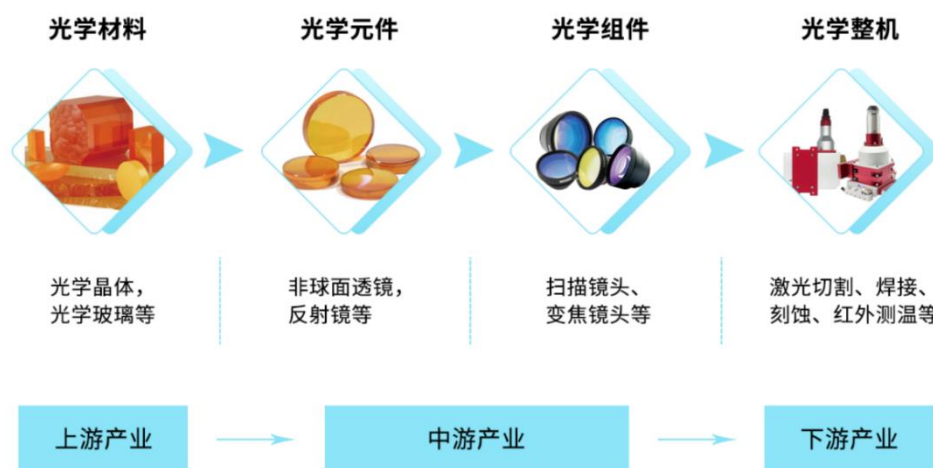 光学材料
光学元件
光学组件
光学整机
光学晶体，
光学玻璃等
非球面透镜，
反射镜等
扫描镜头、
变焦镜头等
激光切割、焊接、
刻蚀、红外测温等
上游产业
中游产业
下游产业